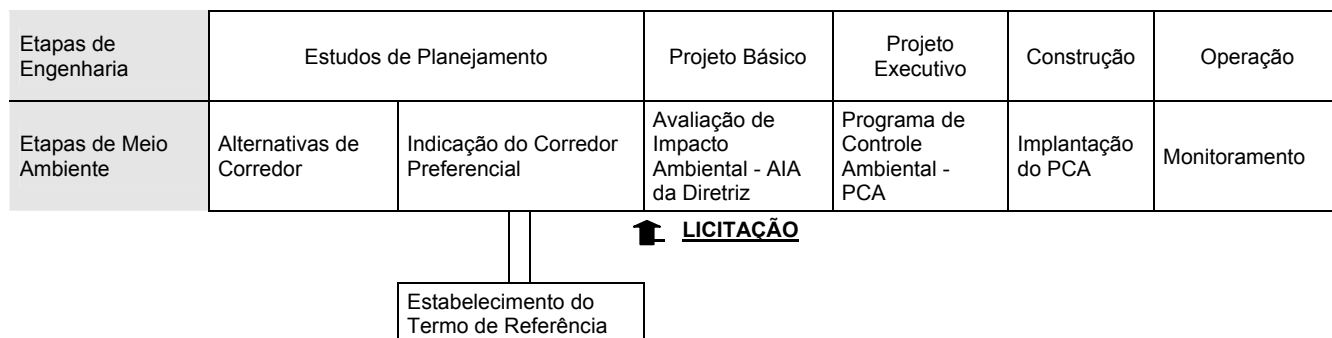 Etapas de
Engenharia
Estudos de Planejamento
Projeto Básico
Projeto
Executivo
Construção
Operação
Etapas de Meio
Ambiente
Alternativas de
Corredor
Indicação do Corredor
Preferencial
Avaliação de
Impacto
Ambiental - AIA
da Diretriz
Programa de
Controle
Ambiental -
PCA
Implantação
do PCA
Monitoramento
LICITAÇÃO
Estabelecimento do
Termo de Referência